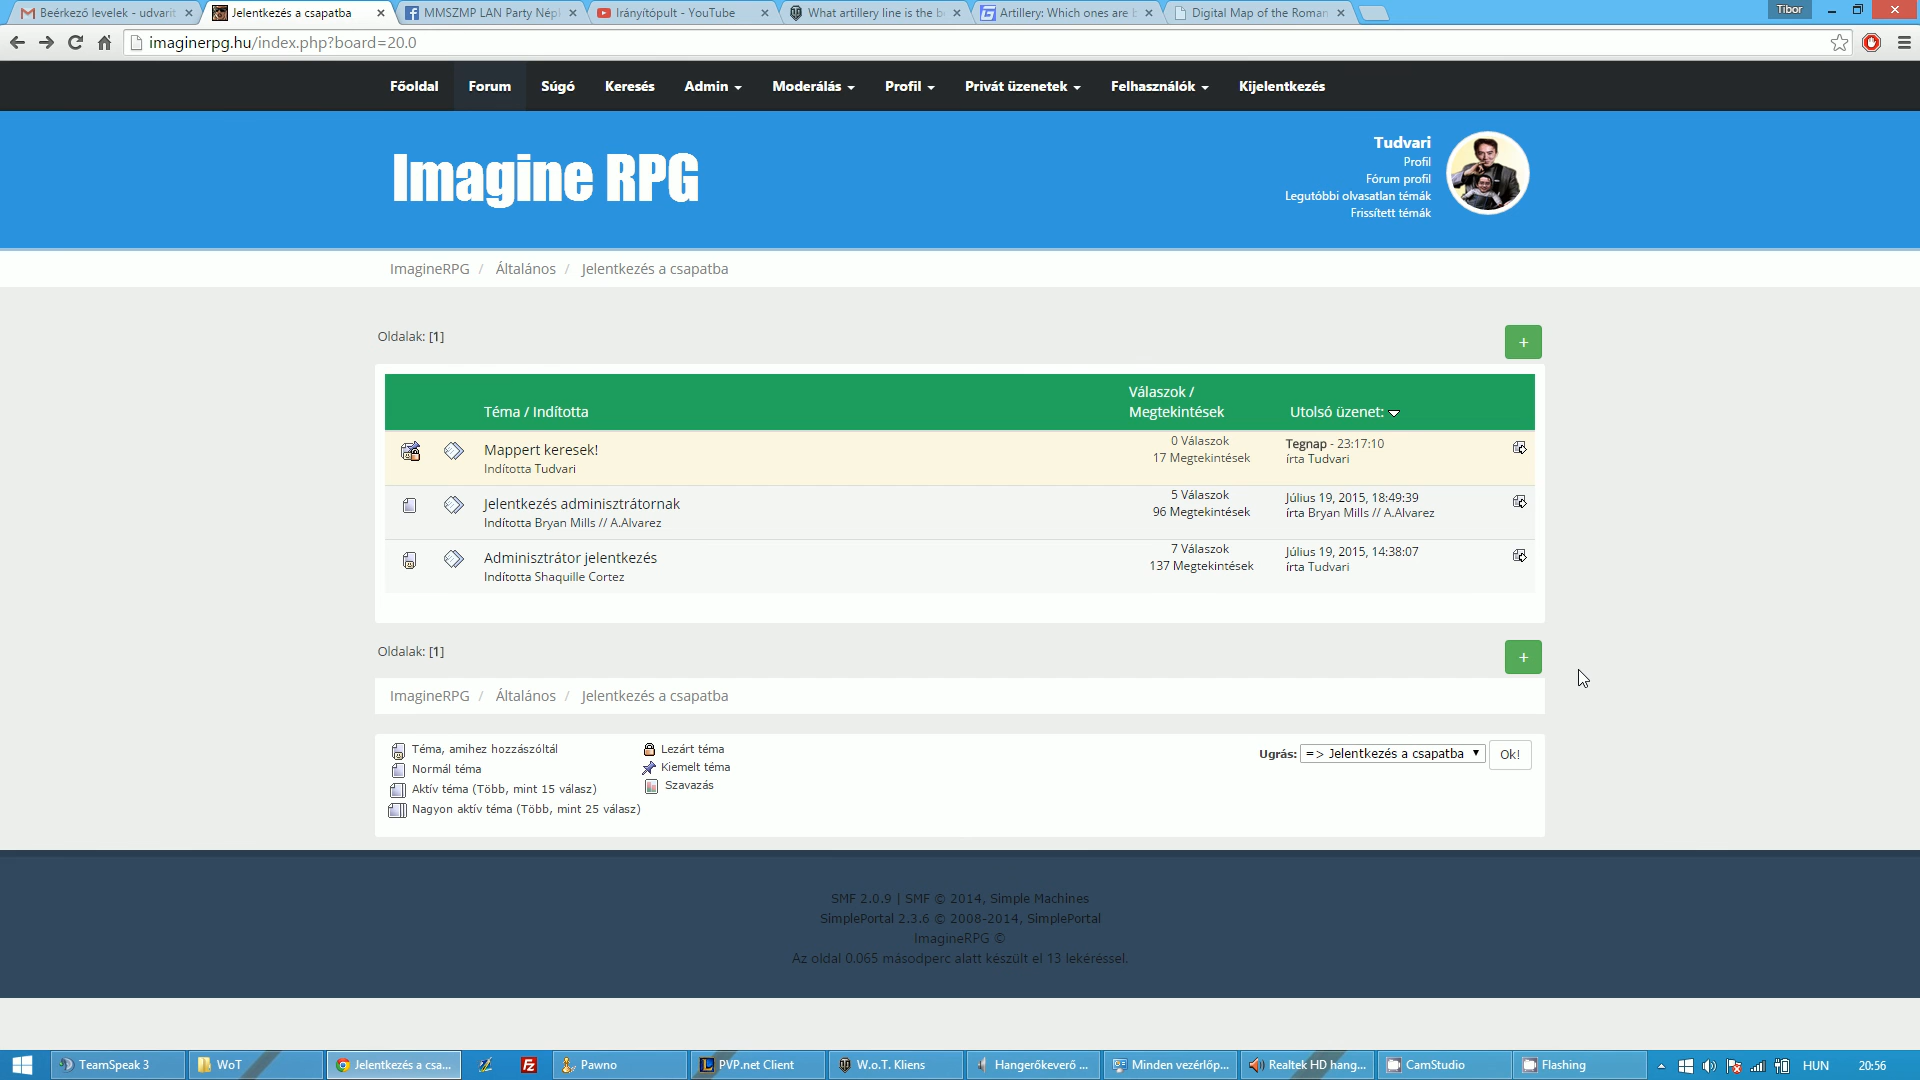 Beérkező levelek - udvarit
Jelentkezés a csapatba
MMSZMP LAN Party Népl
Irányítópult - YouTube
What artillery line is the b
Artillery: Which ones are b
Digital Map of the Roman
Tibor
imaginerpg.hu/index.php?board=20.0
Főoldal
Forum
Súgó
Keresés
Admin
Moderálás
Profil
Privát üzenetek
Felhasználók
Kijelentkezés
Imagine RPG
Tudvari
Profil
Fórum profil
Legutóbbi olvasatlan témák
Frissített témák
ImagineRPG / Általános / Jelentkezés a csapatba
Oldalak: [1]
+
Téma / Indította
Válaszok /
Megtekintések
Utolsó üzenet:
Mappert keresek!
Indította Tudvari
0 Válaszok
17 Megtekintések
Tegnap - 23:17:10
írta Tudvari
Jelentkezés adminisztrátornak
Indította Bryan Mills // A.Alvarez
5 Válaszok
96 Megtekintések
Július 19, 2015, 18:49:39
írta Bryan Mills // A.Alvarez
Adminisztrátor jelentkezés
Indította Shaquille Cortez
7 Válaszok
137 Megtekintések
Július 19, 2015, 14:38:07
írta Tudvari
Oldalak: [1]
+
ImagineRPG / Általános / Jelentkezés a csapatba
Téma, amihez hozzászóltál
Normál téma
Aktív téma (Több, mint 15 válasz)
Nagyon aktív téma (Több, mint 25 válasz)
Lezárt téma
Kiemelt téma
Szavazás
Ugrás: => Jelentkezés a csapatba Ok!
SMF 2.0.9 | SMF © 2014, Simple Machines
SimplePortal 2.3.6 © 2008-2014, SimplePortal
ImagineRPG ©
Az oldal 0.065 másodperc alatt készült el 13 lekéréssel.
TeamSpeak 3
WoT
Jelentkezés a csa...
Pawno
PVP.net Client
W.o.T. Kliens
Hangerőkeverő ...
Minden vezérlőp...
Realtek HD hang...
CamStudio
Flashing
HUN
20:56